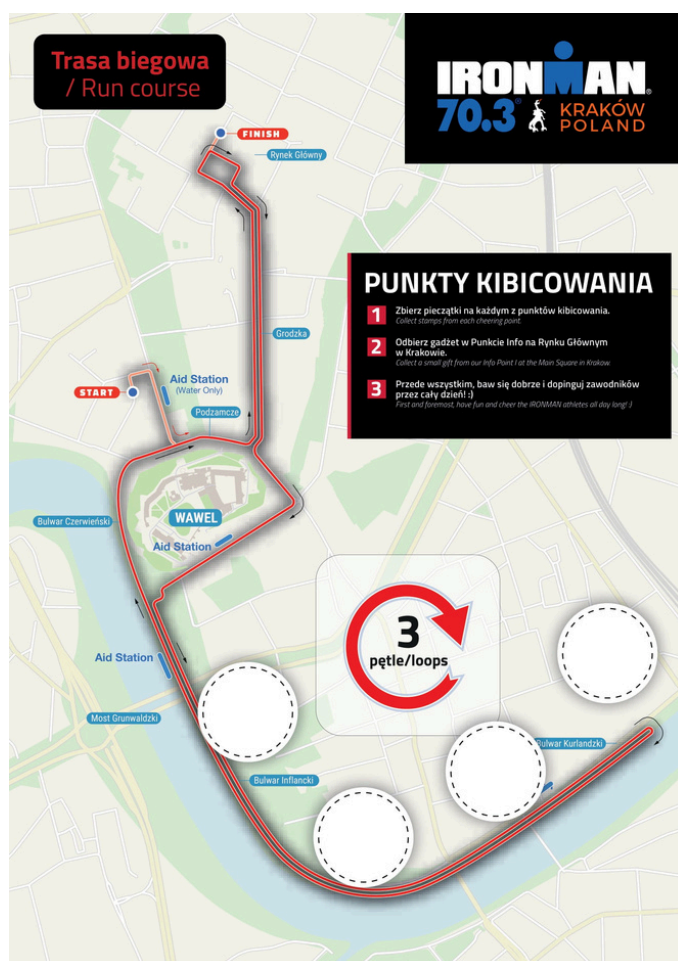 Trasa biegowa
/ Run course
IRONMAN®
70.3® KRAKÓW
POLAND
FINISH
Rynek Główny
PUNKTY KIBICOWANIA
1 Zbierz pieczątki na każdym z punktów kibicowania.
Collect stamps from each cheering point.
2 Odbierz gadżet w Punkcie Info na Rynku Głównym
w Krakowie.
Collect a small gift from our Info Point I at the Main Square in Krakow.
3 Przede wszystkim, baw się dobrze i dopinguj zawodników
przez cały dzień! :)
First and foremost, have fun and cheer the IRONMAN athletes all day long! :)
Grodzka
START
Aid Station
(Water Only)
Podzamcze
Bulwar Czerwieński
WAWEL
Aid Station
3
pętle/loops
Aid Station
Most Grunwaldzki
Bulwar Kurlandzki
Bulwar Inflancki